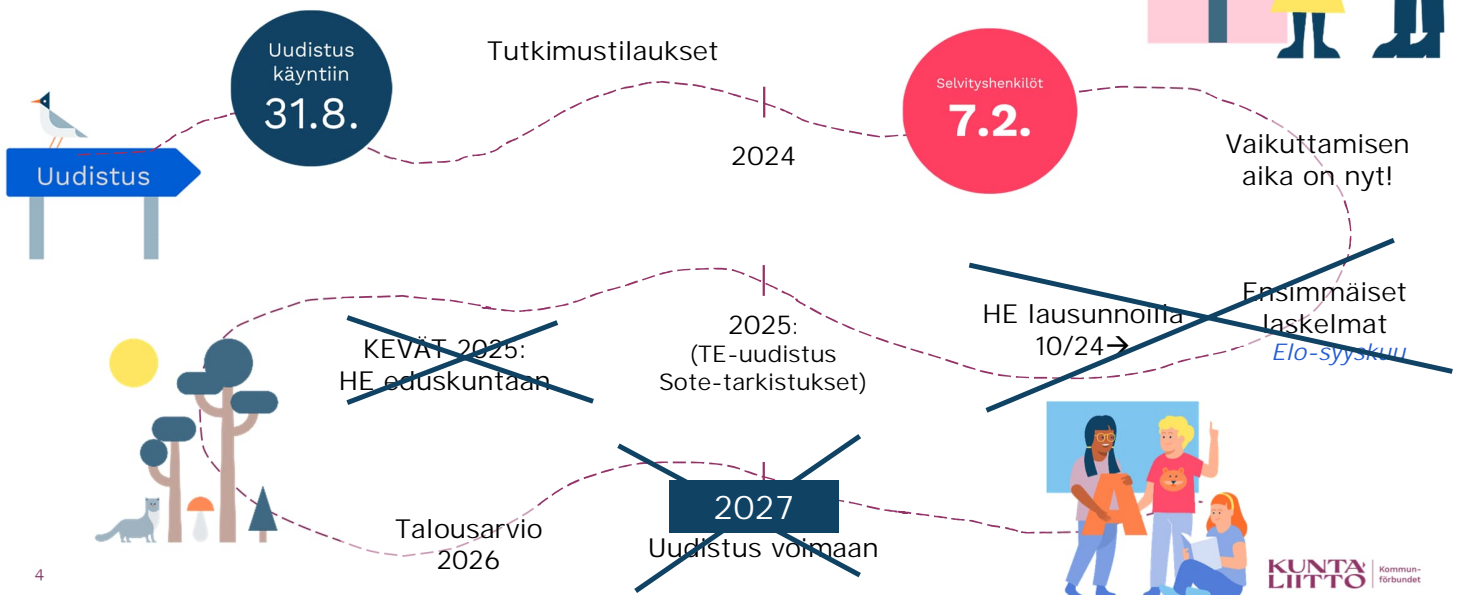 Uudistus
Uudistus
käyntiin
31.8.
Tutkimustilaukset
2024
Selvityshenkilöt
7.2.
Vaikuttamisen
aika on nyt!
Ensimmäiset
laskelmat
Elo-syyskuu
HE lausunnoilla
10/24→
2025:
(TE-uudistus
Sote-tarkistukset)
KEVÄT 2025:
HE eduskuntaan
Talousarvio
2026
2027
Uudistus voimaan
A
4
KUNTA
LIITTO
Kommun-
förbundet